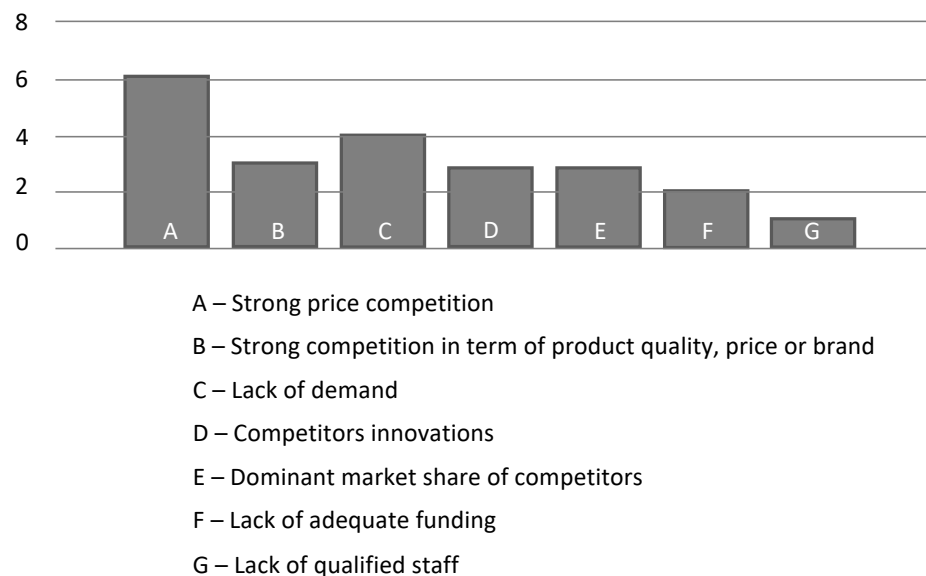 8
6
4
2
0
A B C D E F G
A – Strong price competition
B – Strong competition in term of product quality, price or brand
C – Lack of demand
D – Competitors innovations
E – Dominant market share of competitors
F – Lack of adequate funding
G – Lack of qualified staff